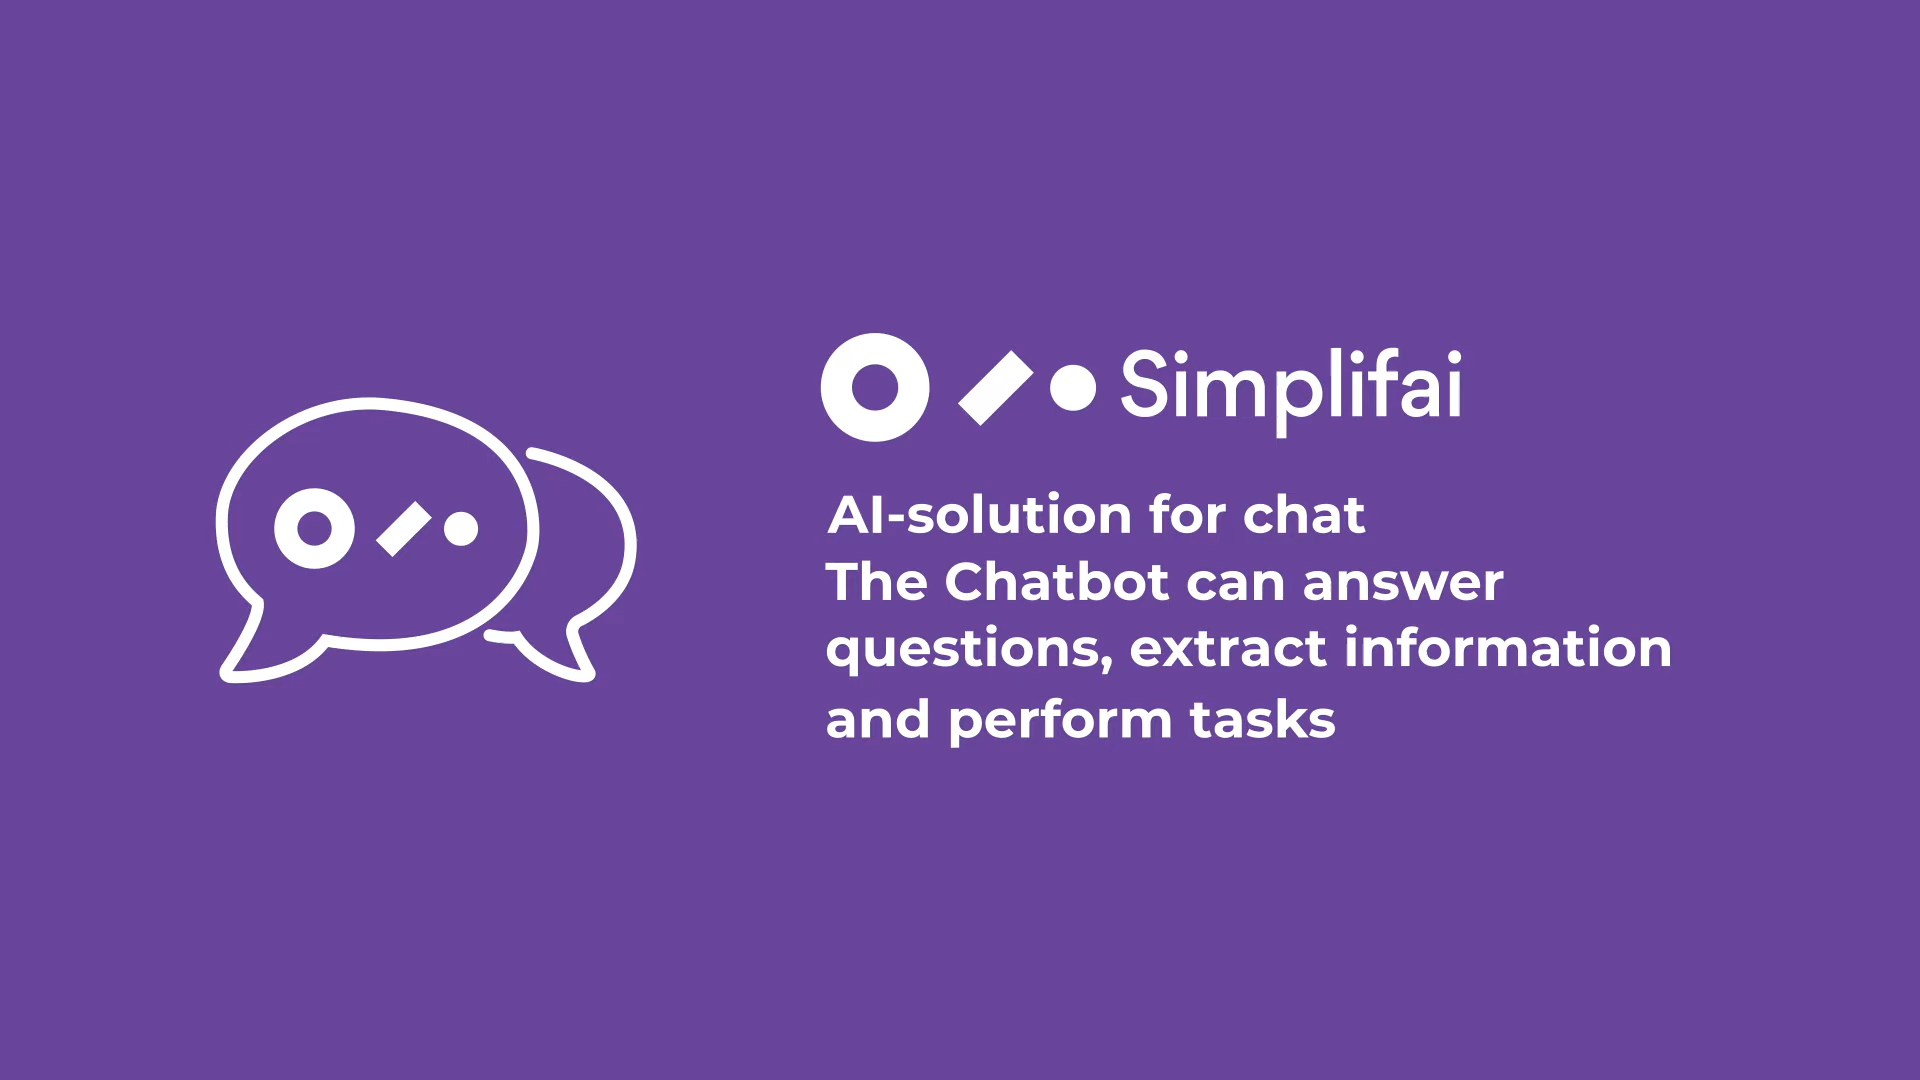 Simplifai
AI-solution for chat
The Chatbot can answer
questions, extract information
and perform tasks